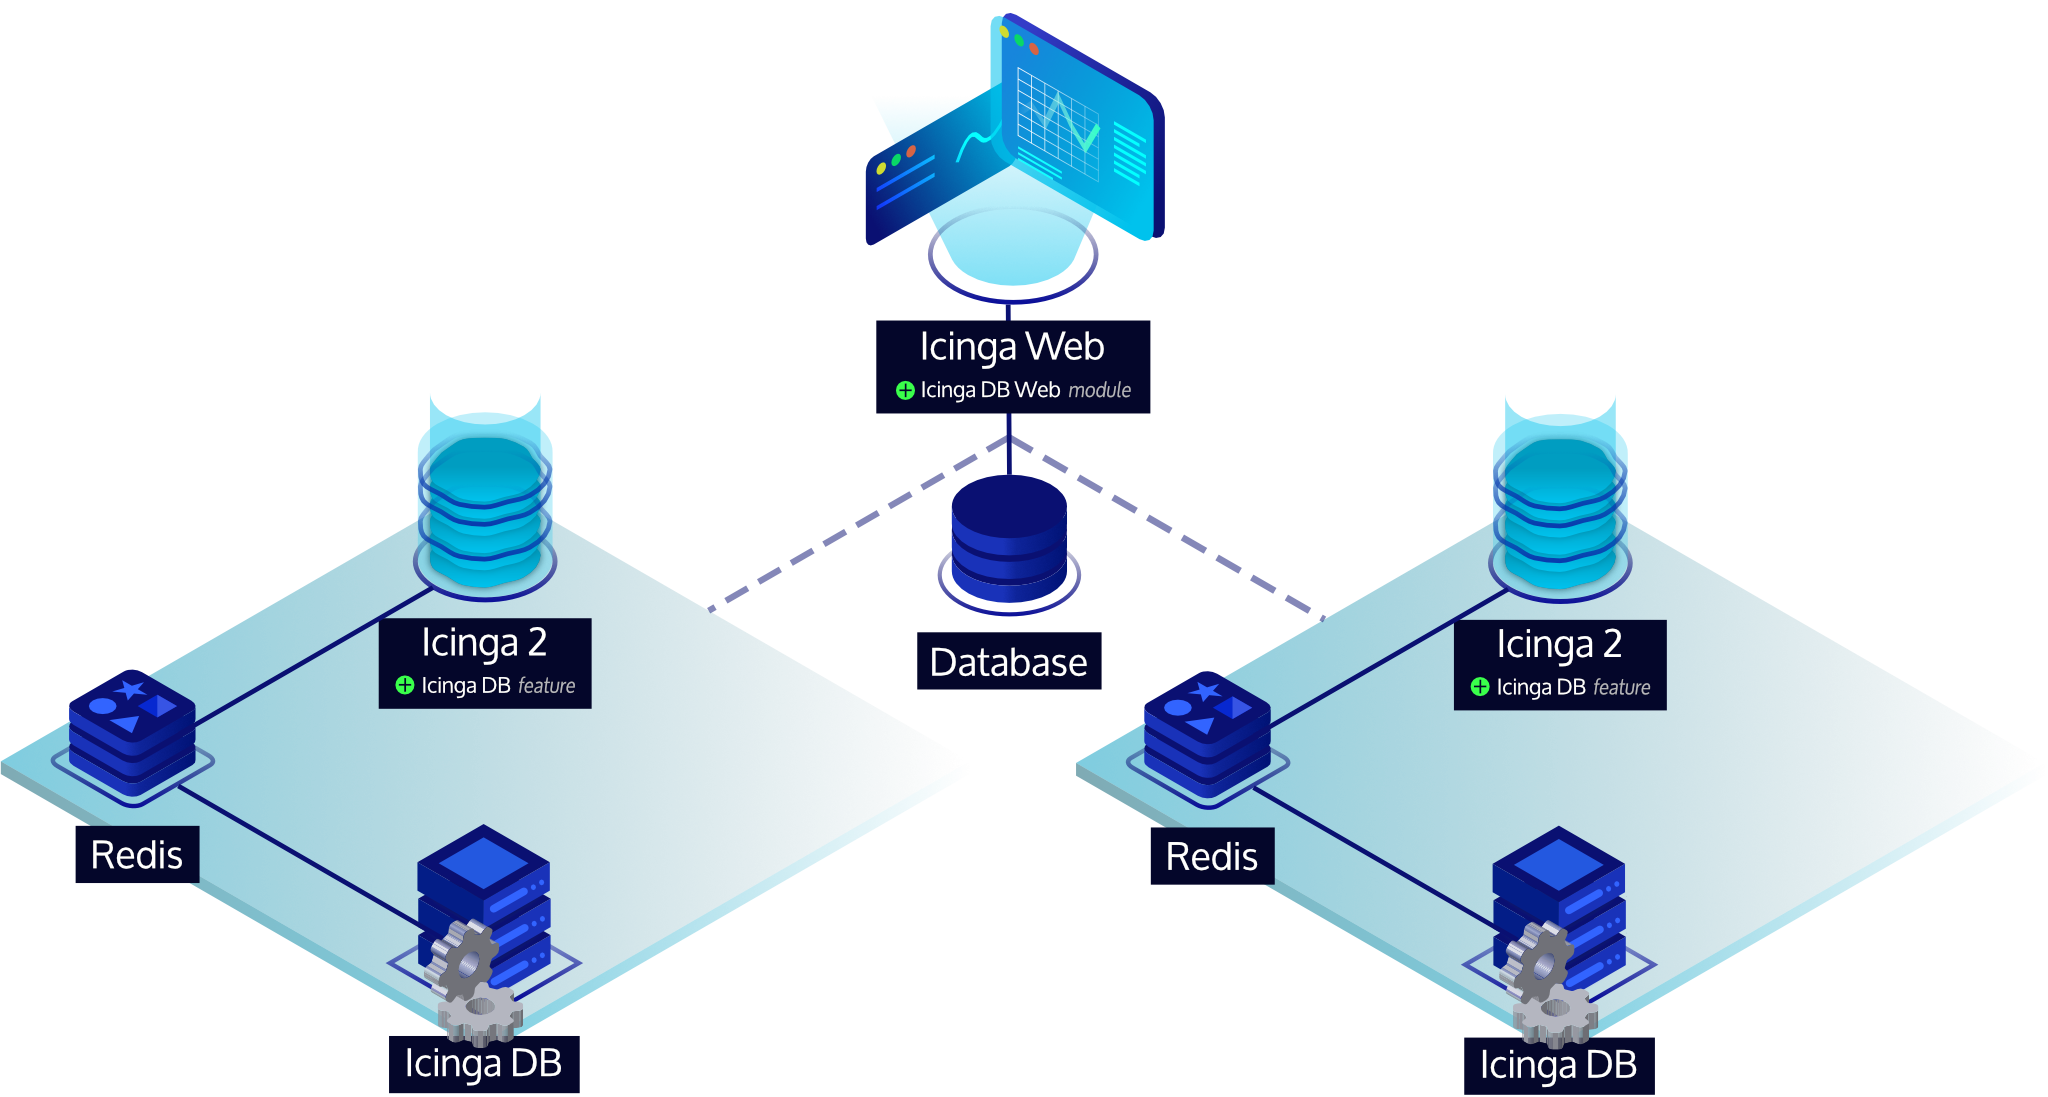 Icinga Web
Icinga DB Web module
Database
Icinga 2
Icinga DB feature
Redis
Icinga DB
Icinga 2
Icinga DB feature
Redis
Icinga DB